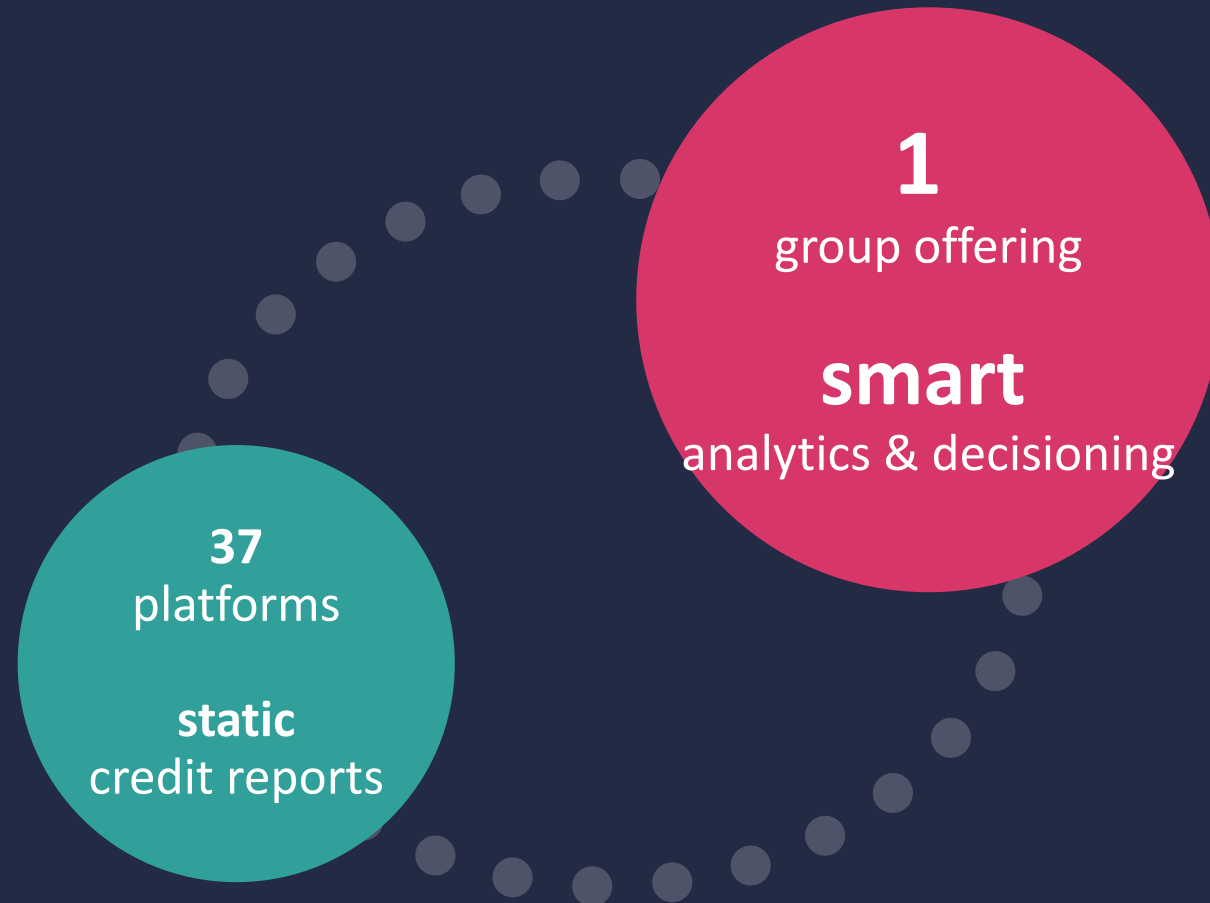 1
group offering
smart
analytics & decisioning
37
platforms
static
credit reports